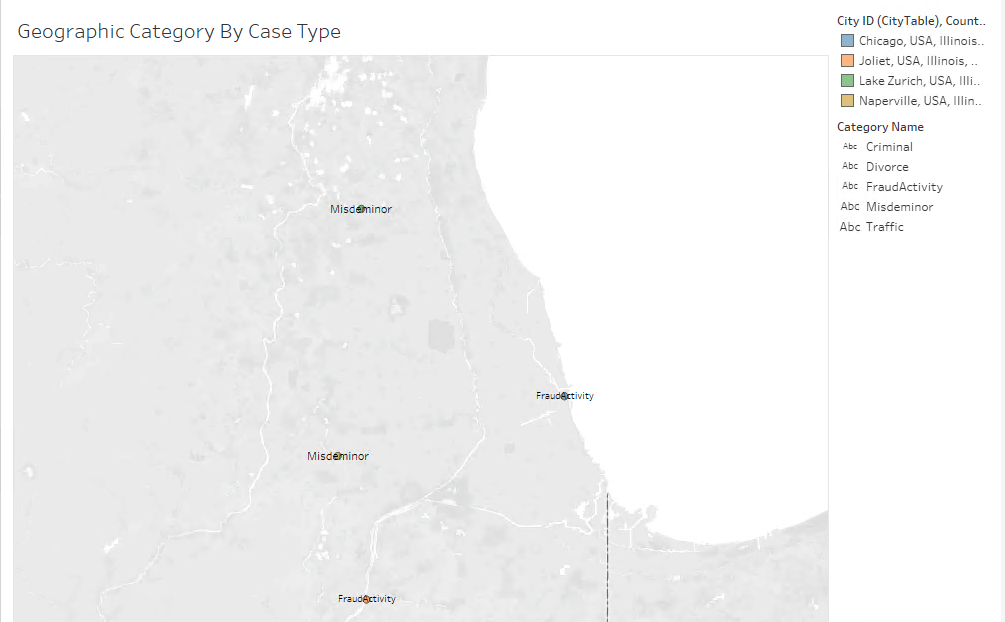 Geographic Category By Case Type
City ID (CityTable), Count..
Chicago, USA, Illinois..
Joliet, USA, Illinois, ..
Lake Zurich, USA, Illi..
Naperville, USA, Illin..
Category Name
Abc Criminal
Abc Divorce
Abc FraudActivity
Abc Misdeminor
Abc Traffic
Misdeminor
FraudActivity
Misdeminor
FraudActivity